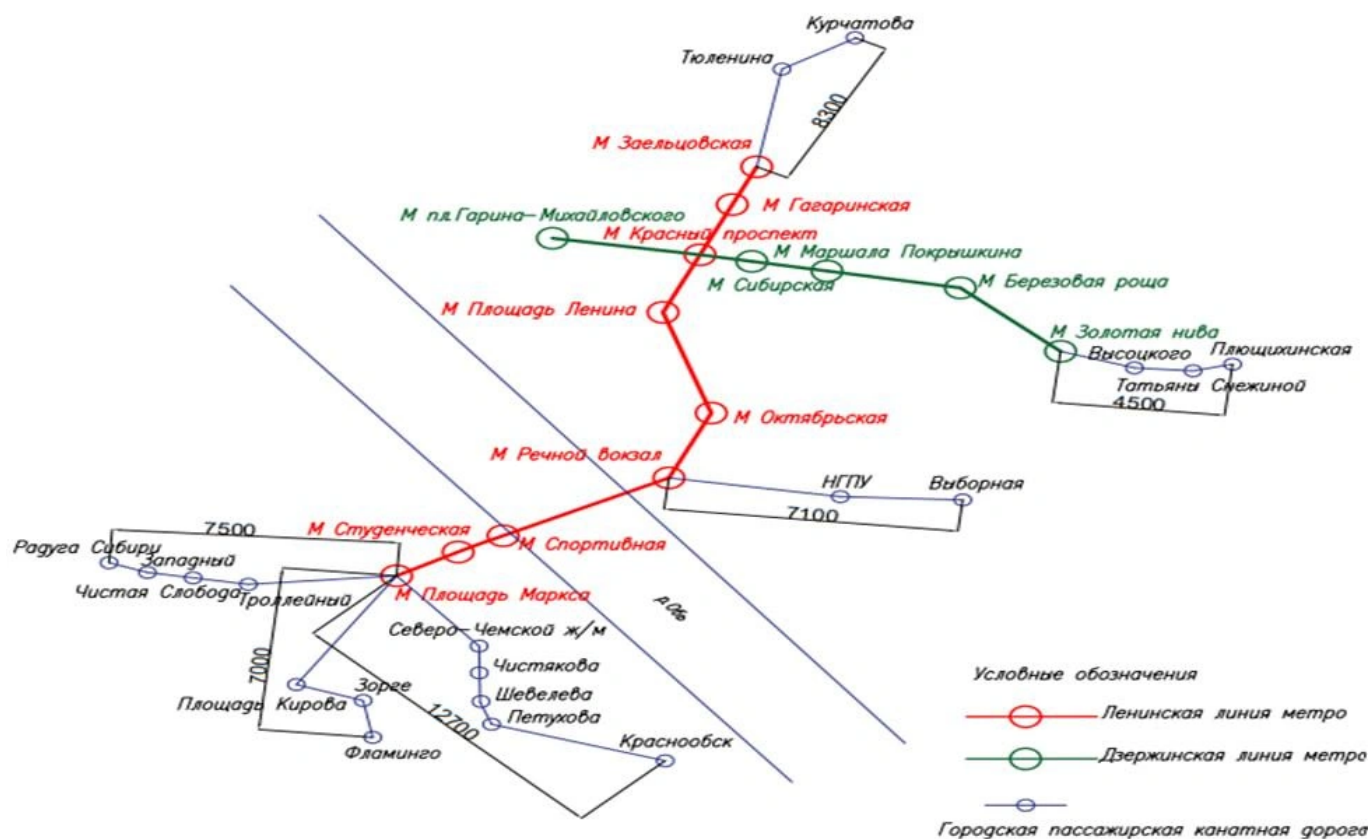 Курчатова
Тюленина
8300
М Заельцовская
М Гагаринская
М пл.Гарина-Михайловского
М Красный проспект
М Маршала Покрышкина
М Сибирская
М Березовая роща
М Площадь Ленина
М Золотая нива
Высоцкого
Плющихинская
Татьяны Снежиной
4500
М Октябрьская
М Речной вокзал
НГПУ
Выборная
7100
7500
М Студенческая
М Спортивная
Радуга Сибири
Западный
Чистая Слобода
Троллейный
М Площадь Маркса
р.Обь
Северо-Чемской ж/м
7000
Чистякова
Зорге
Шевелева
Площадь Кирова
12700
Петухова
Фламинго
Краснообск
Условные обозначения
Ленинская линия метро
Дзержинская линия метро
Городская пассажирская канатная дорога